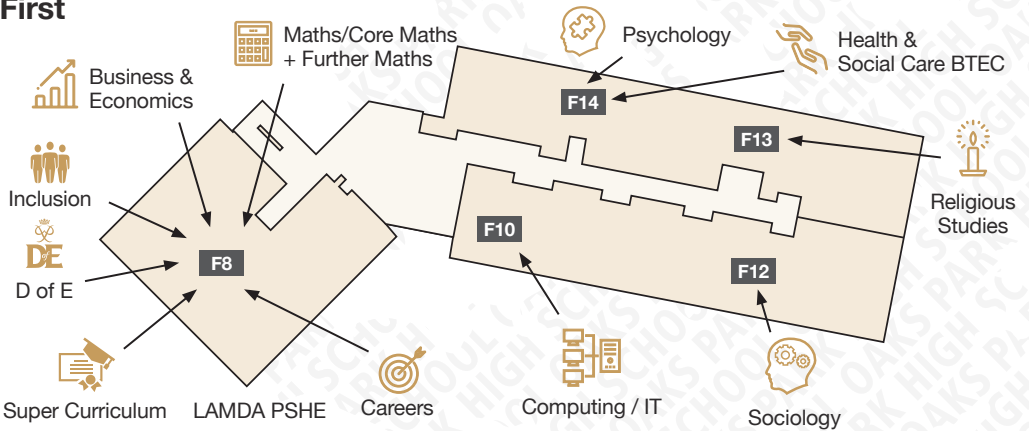 First
Maths/Core Maths
+ Further Maths
Psychology
Health &
Social Care BTEC
Business &
Economics
F14
F13
Inclusion
Religious
Studies
F10
DE
D of E
F8
F12
Super Curriculum
LAMDA PSHE
Careers
Computing / IT
Sociology